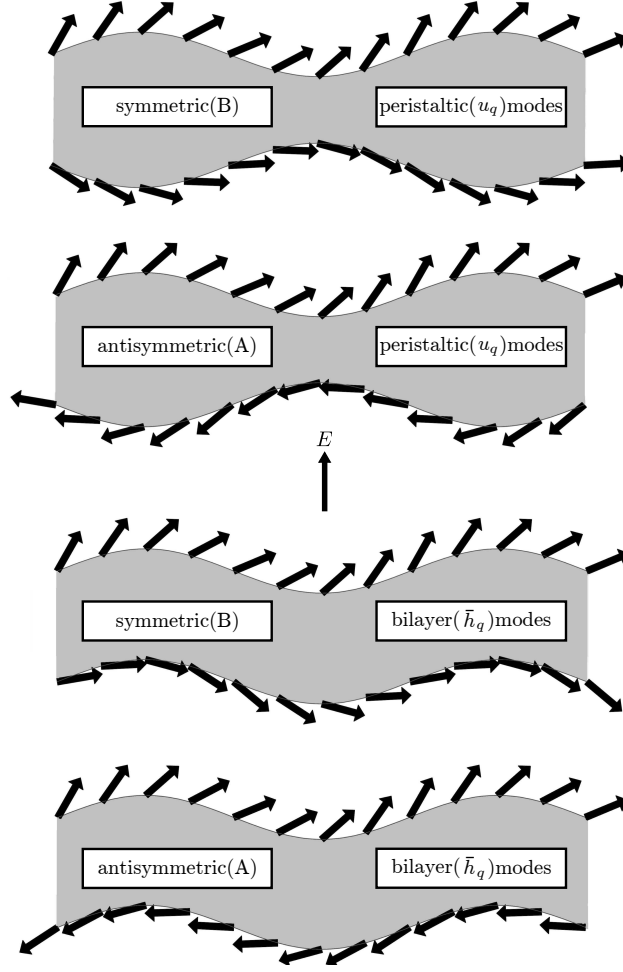 symmetric(B) peristaltic(u_q)modes
antisymmetric(A) peristaltic(u_q)modes
E
symmetric(B) bilayer(h̄_q)modes
antisymmetric(A) bilayer(h̄_q)modes